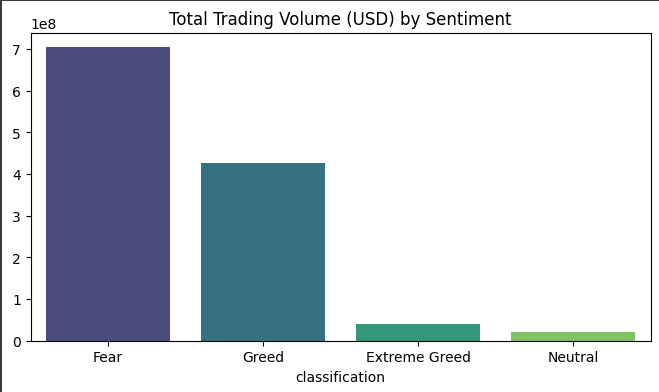 Total Trading Volume (USD) by Sentiment
1e8
7
6
5
4
3
2
1
0
Fear Greed Extreme Greed Neutral
classification